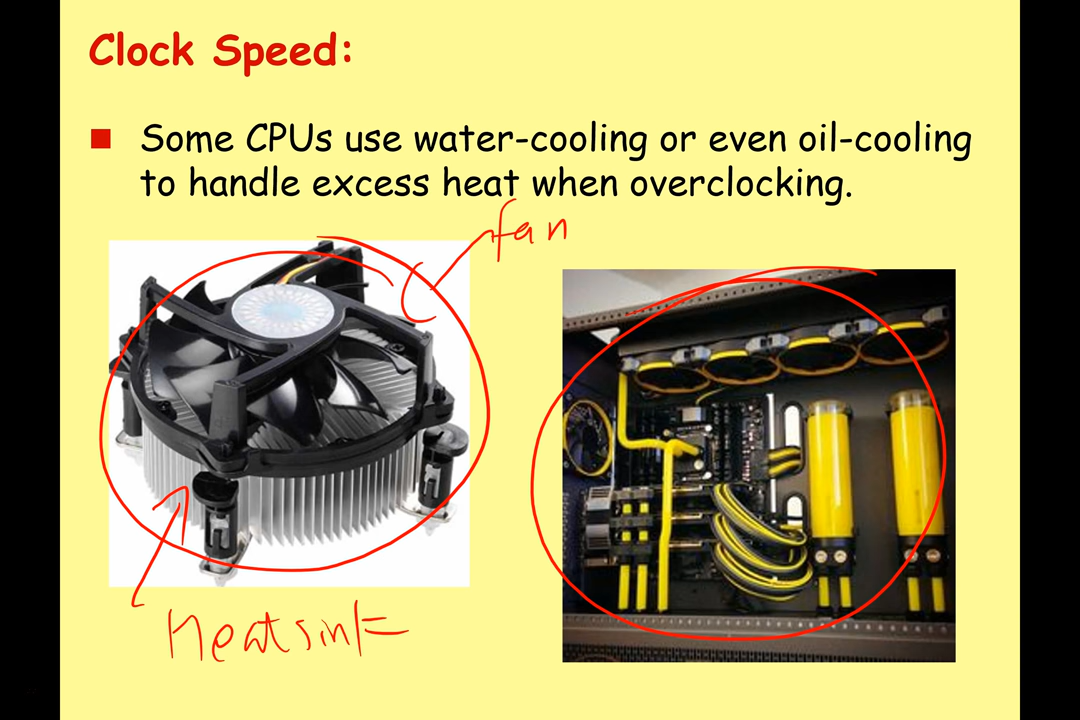 Clock Speed:
Some CPUs use water-cooling or even oil-cooling
to handle excess heat when overclocking.
fan
Heatsink